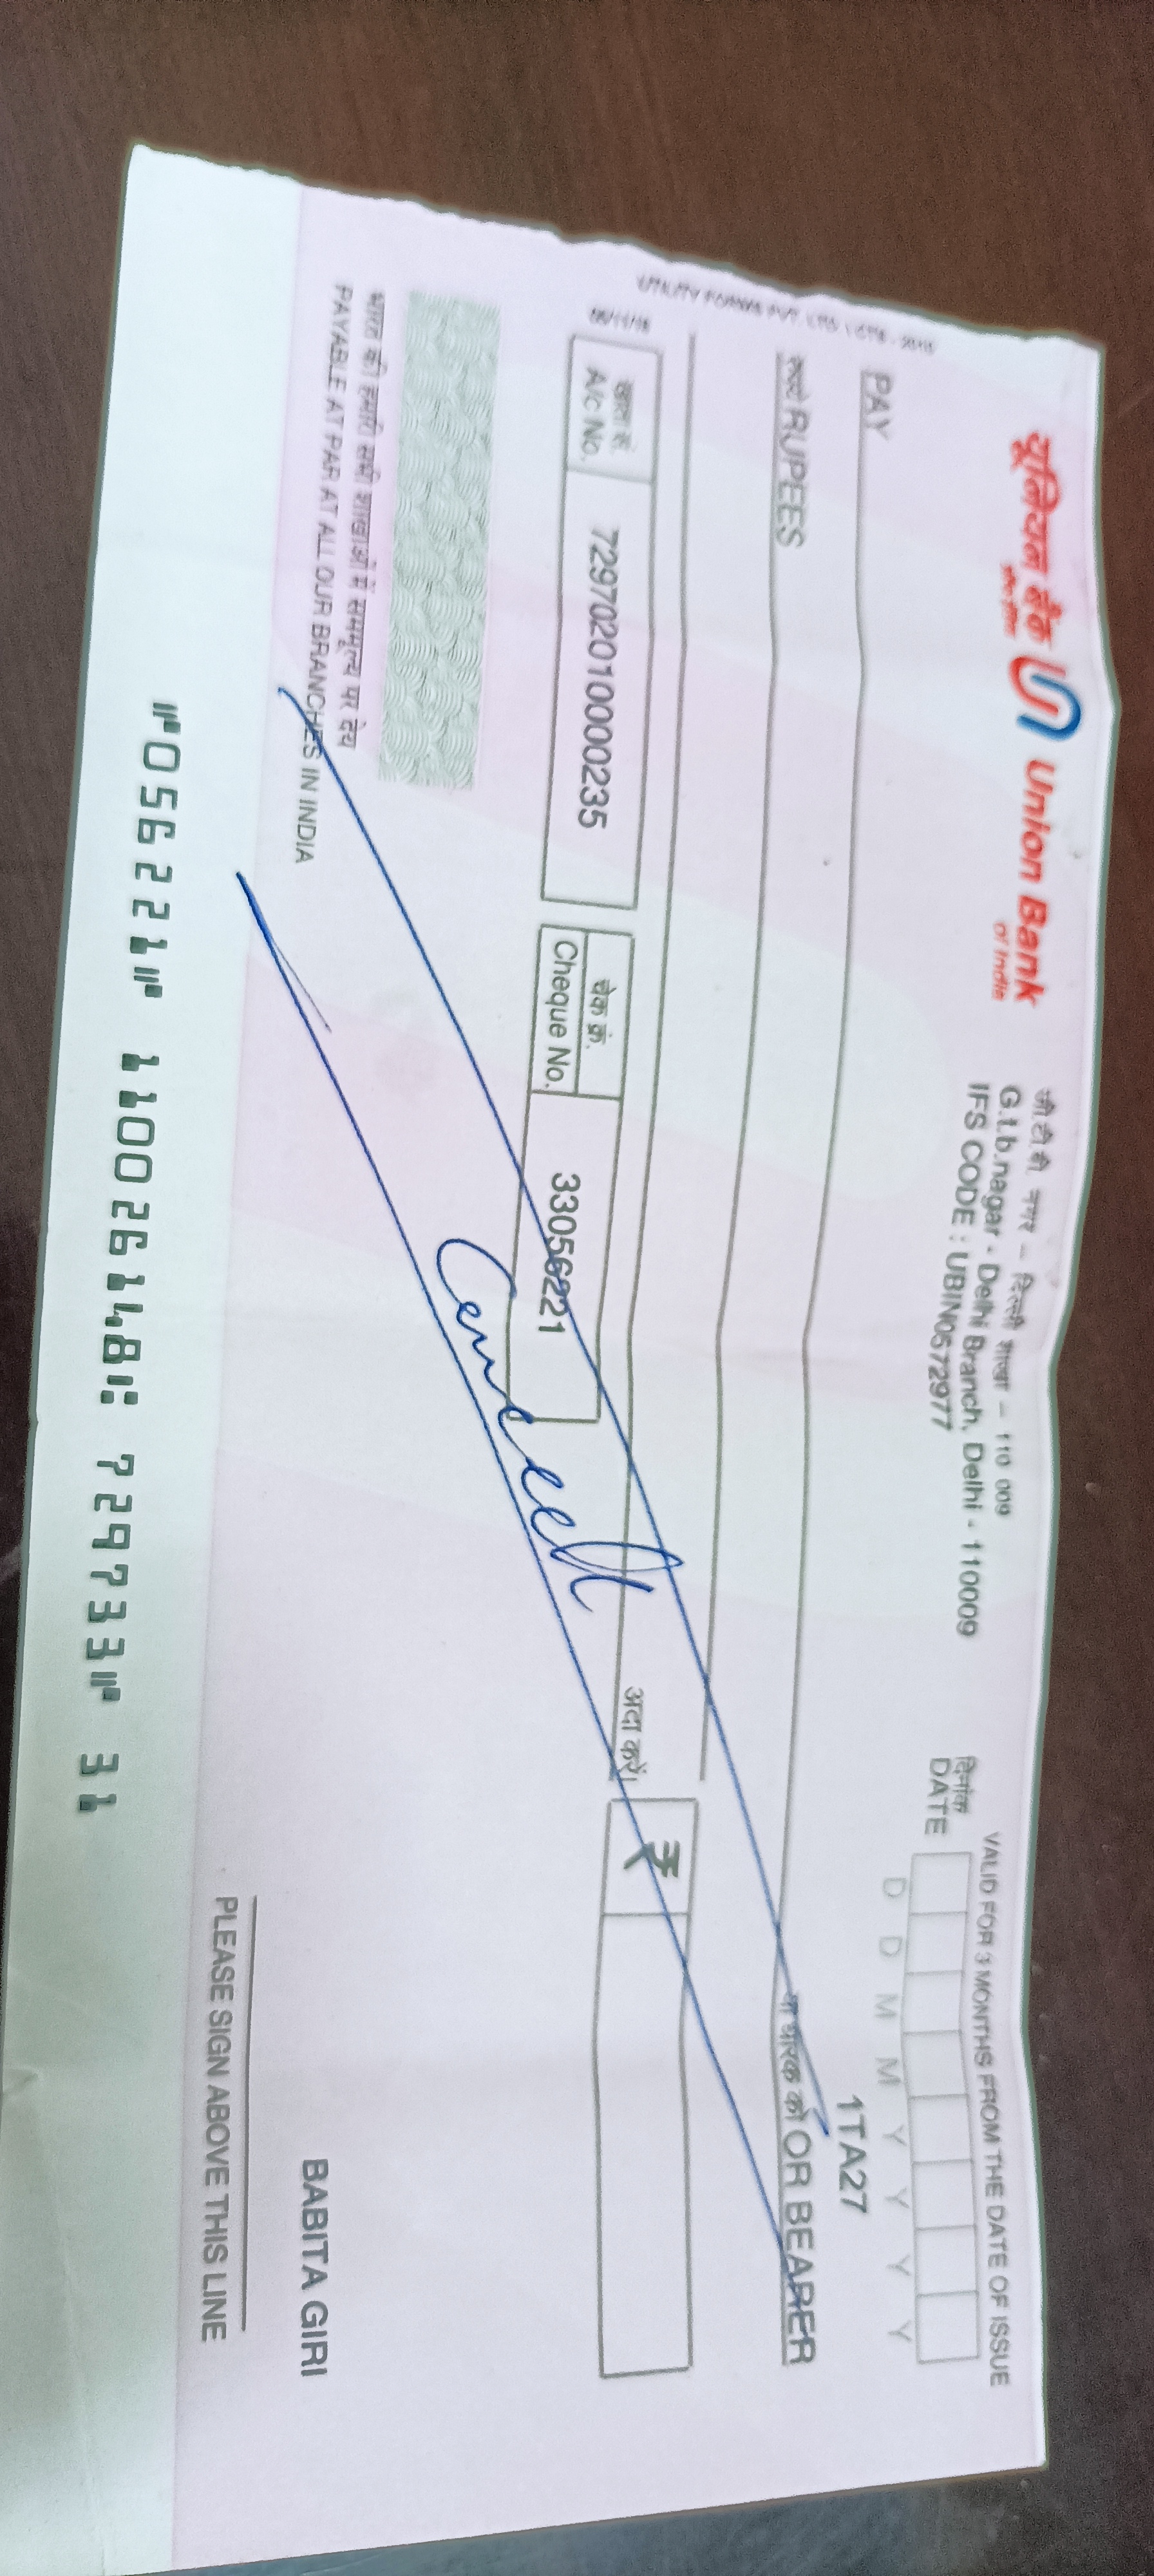 यूनियन बैंक Union Bank
of India
जी.टी.बी. नगर - दिल्ली शाखा - 110 009
G.t.b.nagar - Delhi Branch, Delhi - 110009
IFS CODE : UBIN0572977
VALID FOR 3 MONTHS FROM THE DATE OF ISSUE
दिनांक
DATE
D D M M Y Y Y Y
1TA27
PAY
या धारक को OR BEARER
रुपये RUPEES
अदा करें।
₹
खाता सं.
A/c No.
729702010000235
चेक क्रं.
Cheque No.
33056221
Cancell
UTILITY FORMS PVT. LTD. \ CTS - 2010
भारत की हमारी सभी शाखाओं में सममूल्य पर देय
PAYABLE AT PAR AT ALL OUR BRANCHES IN INDIA
BABITA GIRI
PLEASE SIGN ABOVE THIS LINE
⑈056221⑈ 110026148⑆ 729733⑈ 31